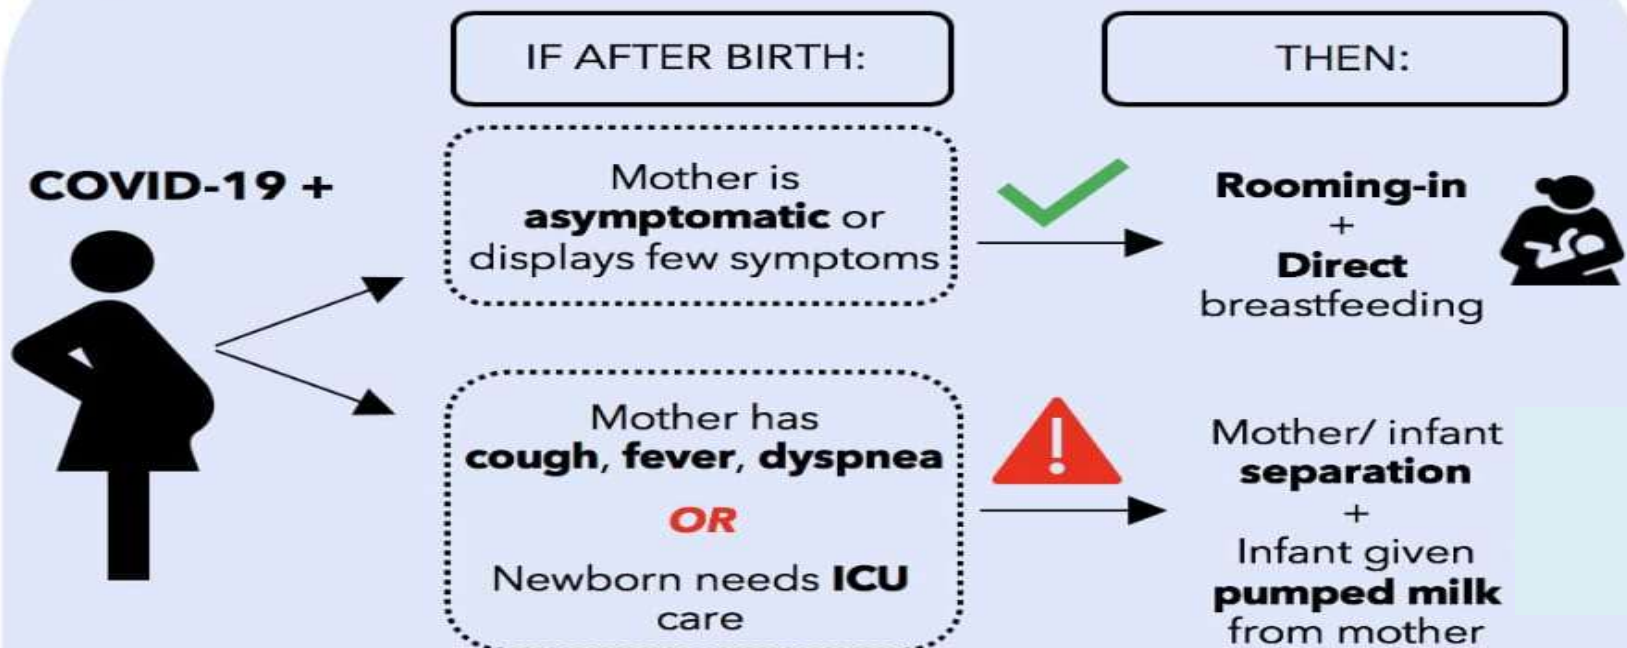 IF AFTER BIRTH:
THEN:
COVID-19 +
Mother is
asymptomatic or
displays few symptoms
Rooming-in
+
Direct
breastfeeding
Mother has
cough, fever, dyspnea
OR
Newborn needs ICU
care
Mother/ infant
separation
+
Infant given
pumped milk
from mother